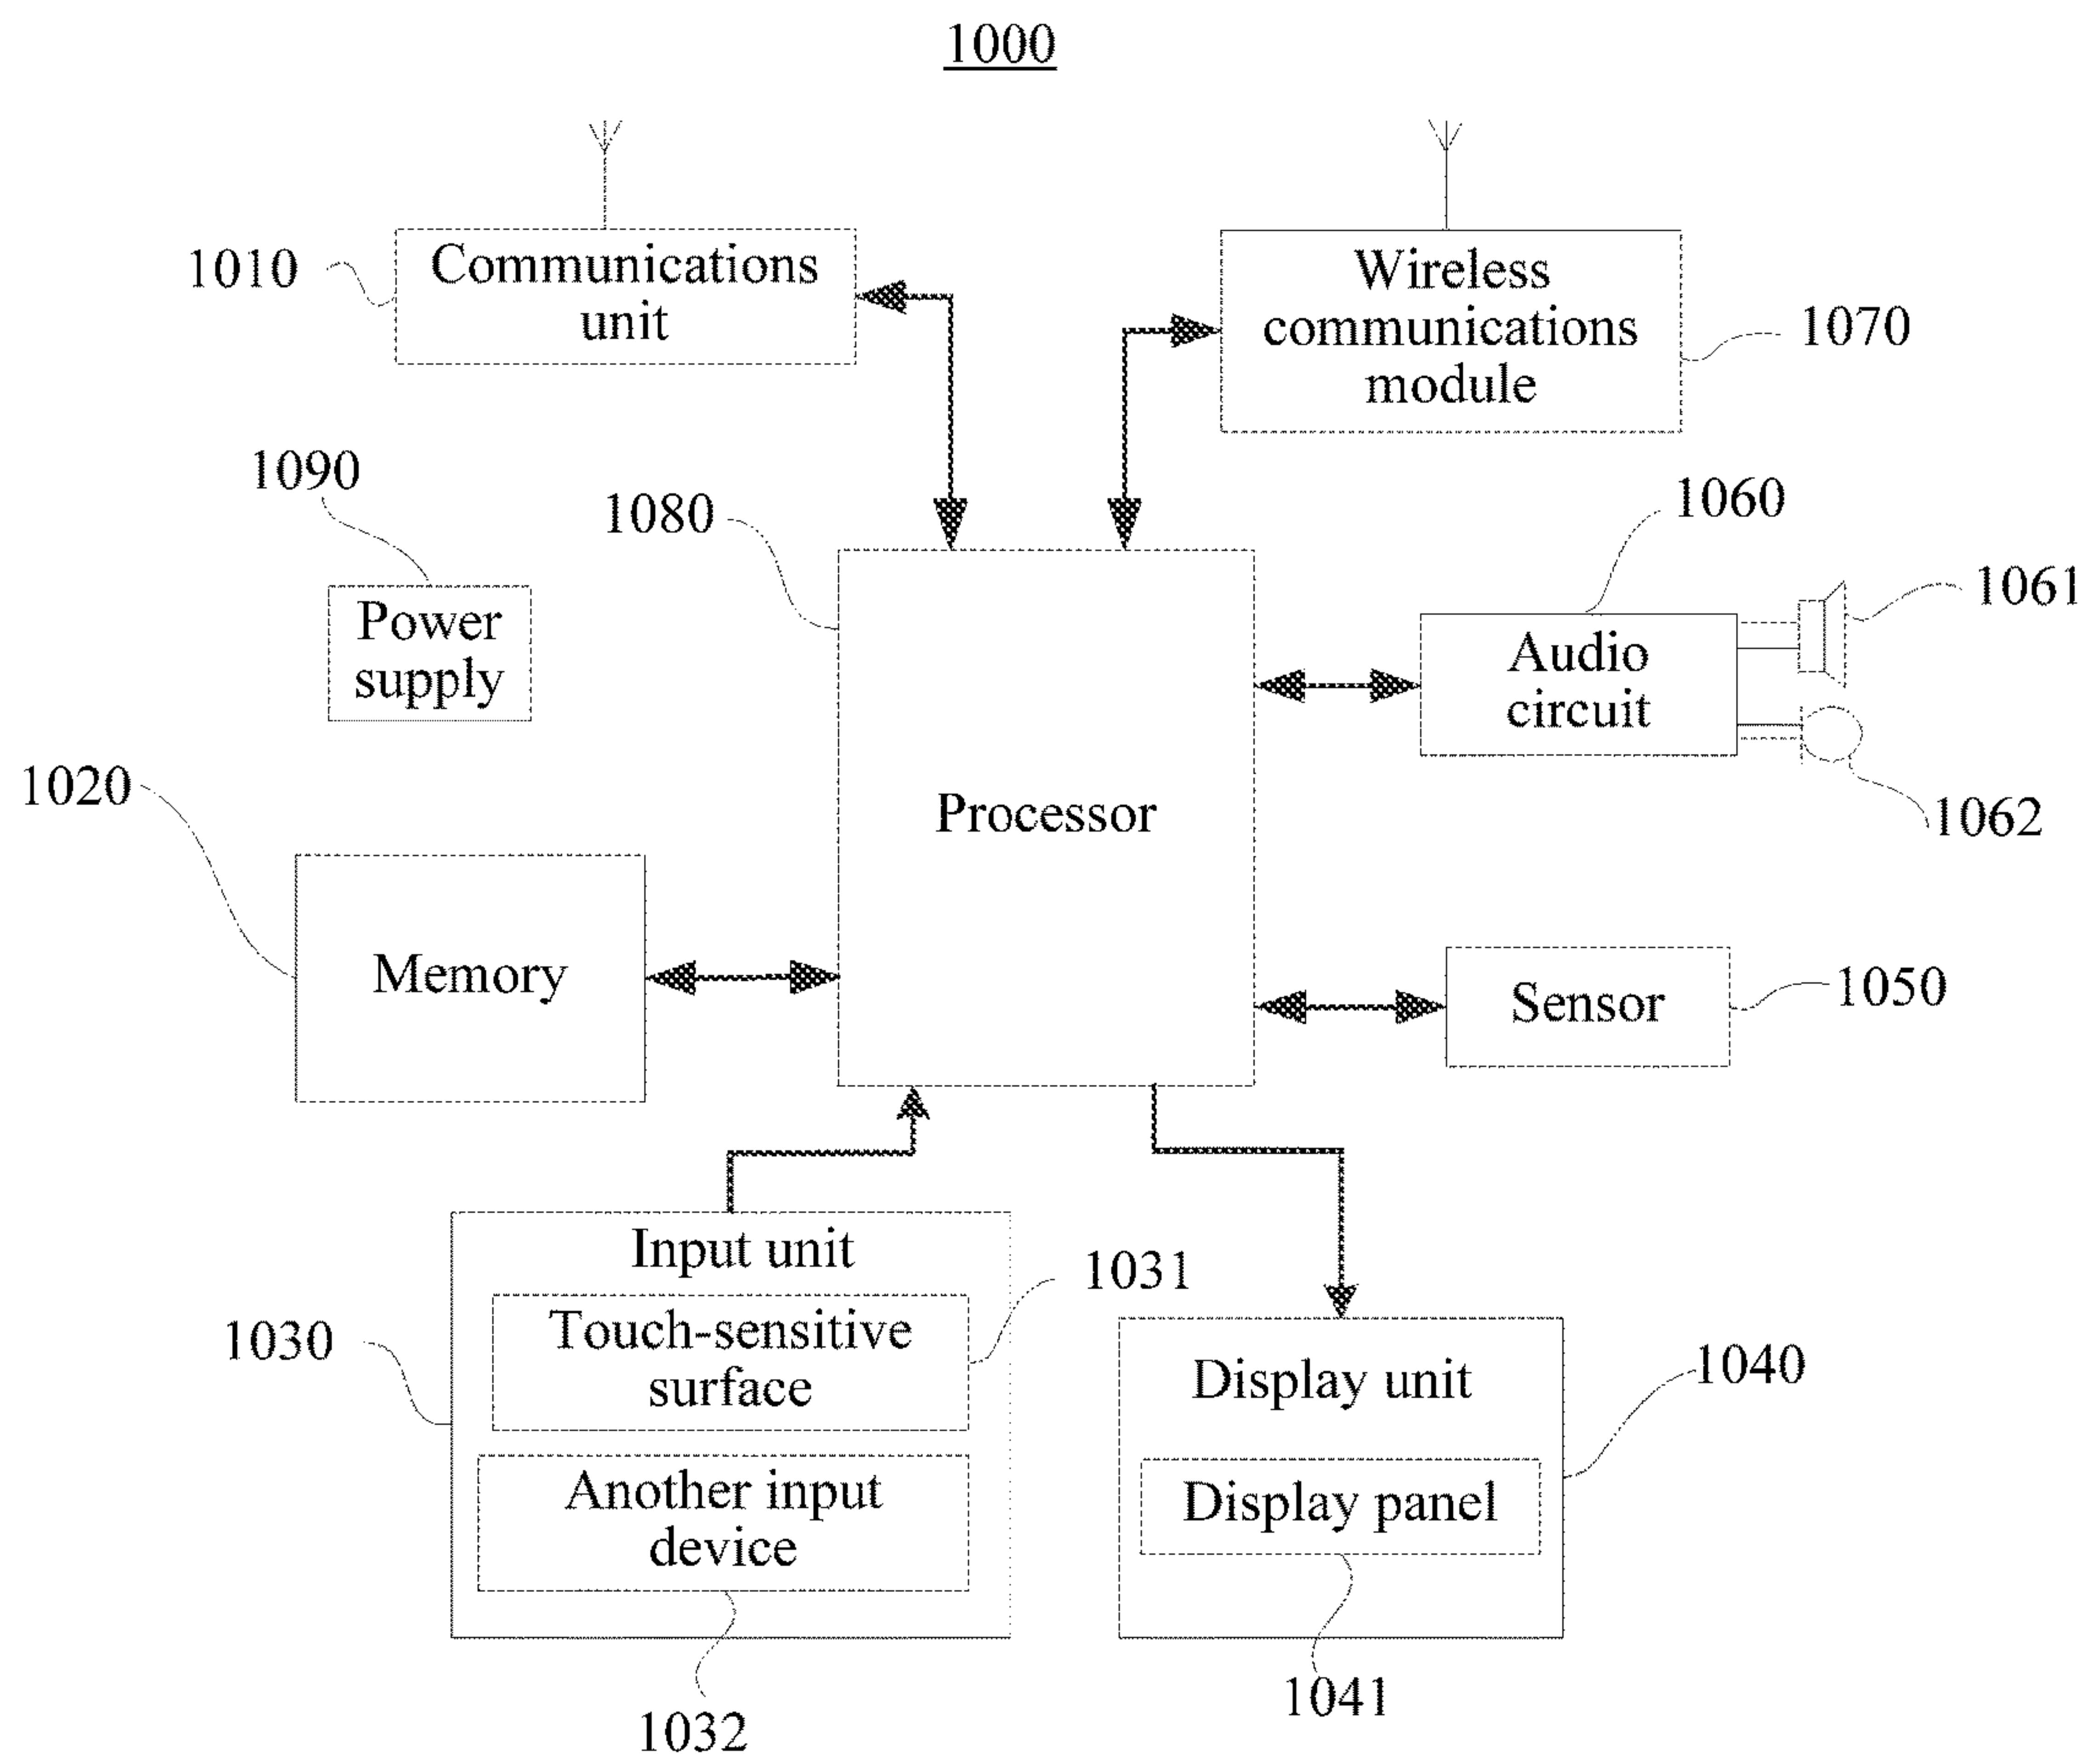 1000
1010
Communications
unit
Wireless
communications
module
1070
1090
1080
1060
Power
supply
Audio
circuit
1061
1062
1020
Processor
Memory
Sensor
1050
Input unit
1031
Touch-sensitive
surface
1030
Another input
device
1032
Display unit
1040
Display panel
1041